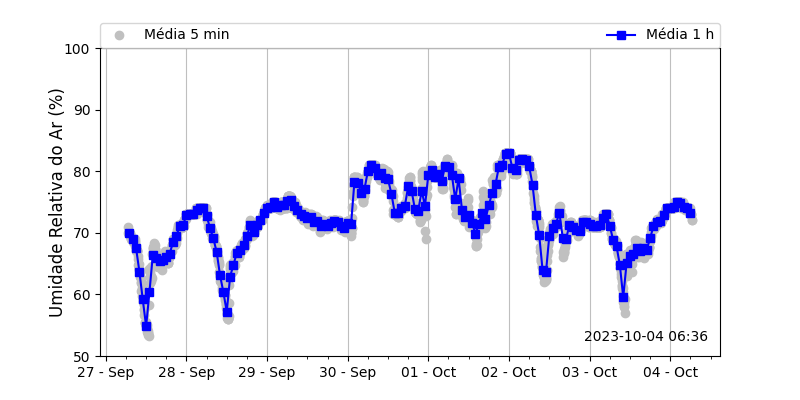 Média 5 min Média 1 h
Umidade Relativa do Ar (%)
100
90
80
70
60
50
2023-10-04 06:36
27 - Sep 28 - Sep 29 - Sep 30 - Sep 01 - Oct 02 - Oct 03 - Oct 04 - Oct